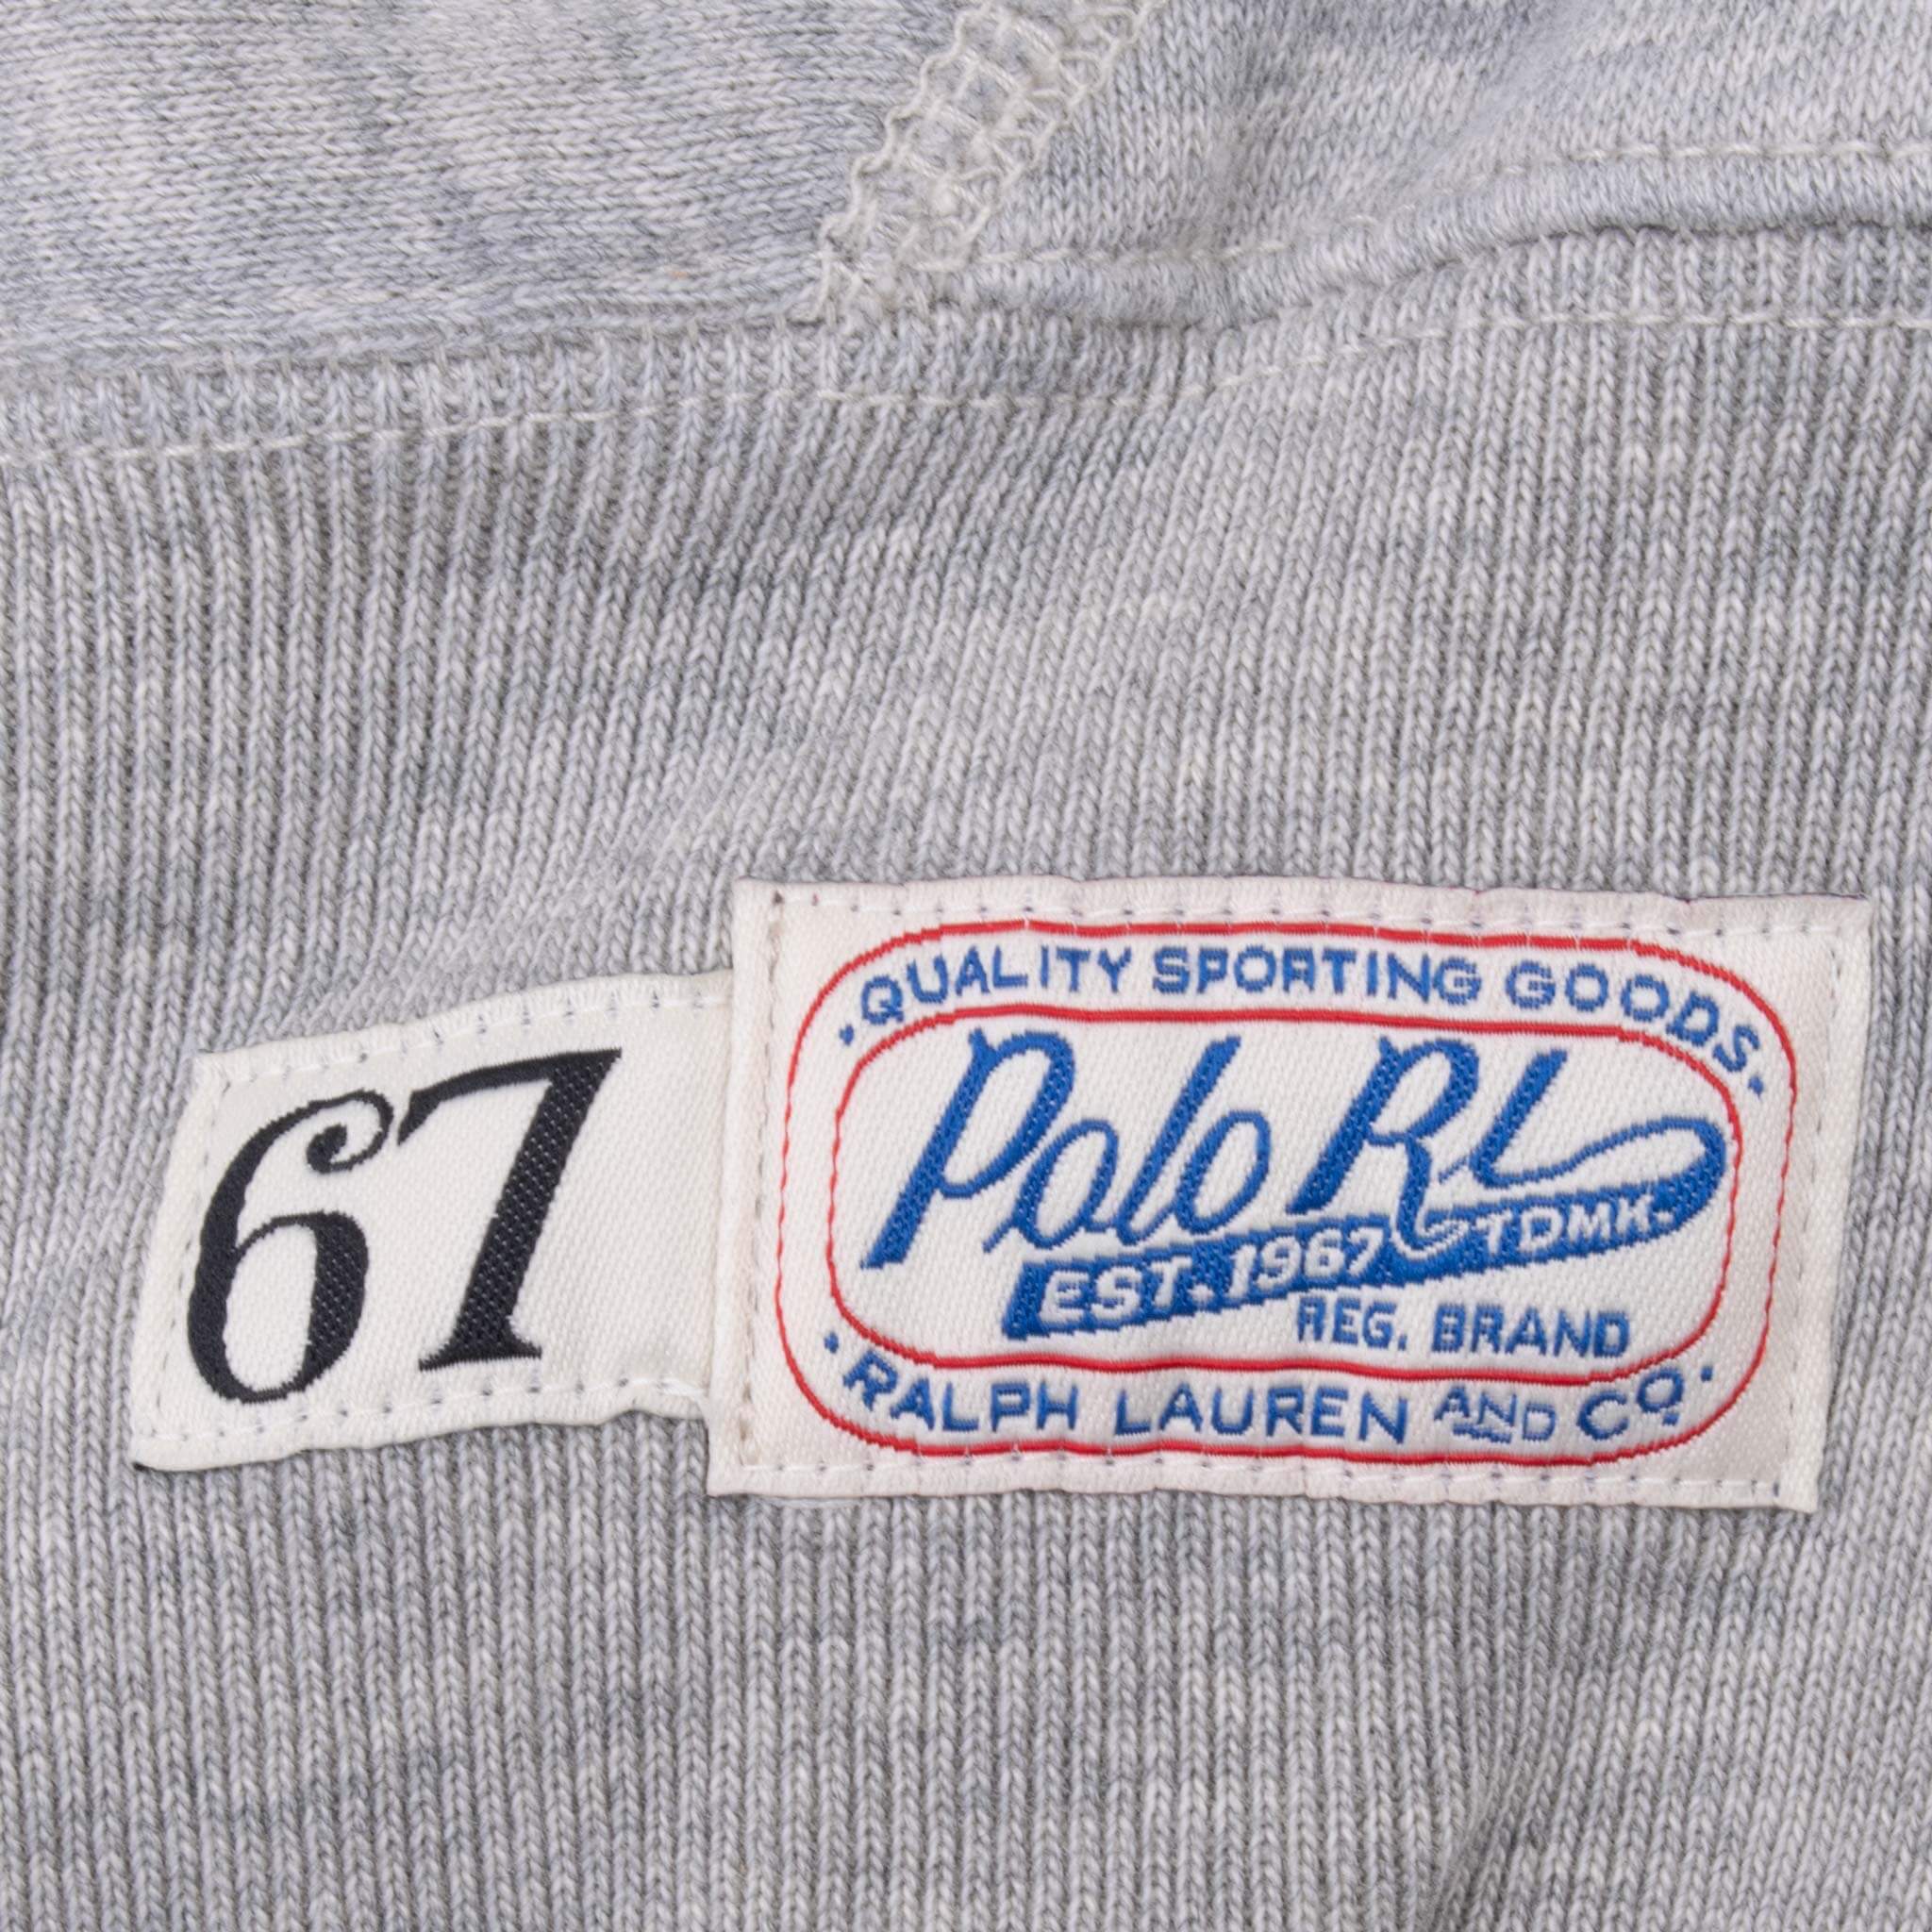 67
·QUALITY SPORTING GOODS·
Polo RL
EST. 1967 TDMK.
REG. BRAND
·RALPH LAUREN AND CO·